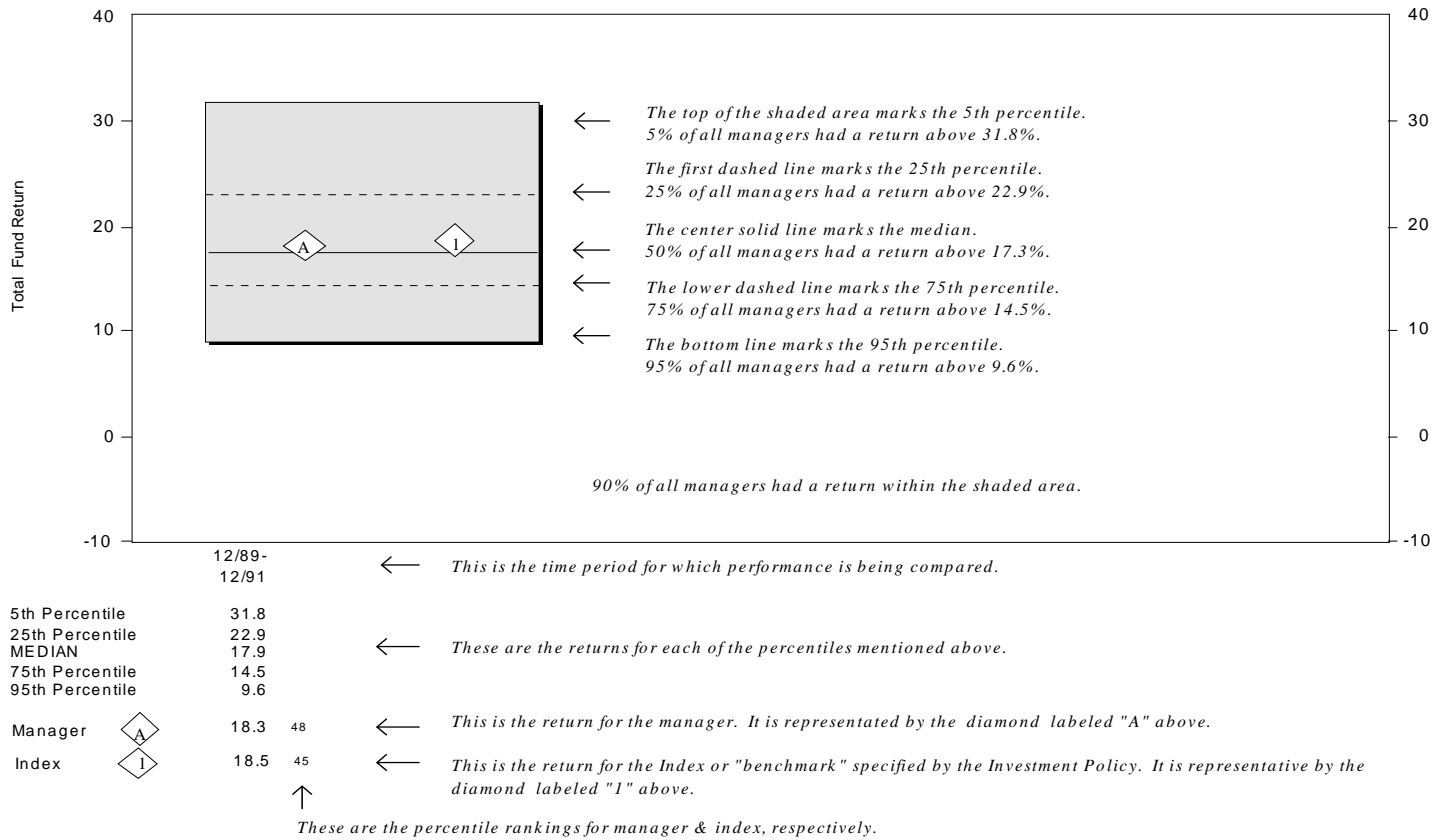 40 40
The top of the shaded area marks the 5th percentile.
30 30
5% of all managers had a return above 31.8%.
The first dashed line marks the 25th percentile.
25% of all managers had a return above 22.9%.
Total Fund Return
The center solid line marks the median.
20 20
A 1
50% of all managers had a return above 17.3%.
The lower dashed line marks the 75th percentile.
75% of all managers had a return above 14.5%.
10 10
The bottom line marks the 95th percentile.
95% of all managers had a return above 9.6%.
0 0
90% of all managers had a return within the shaded area.
-10 -10
12/89-
12/91
This is the time period for which performance is being compared.
5th Percentile 31.8
25th Percentile 22.9
MEDIAN 17.9
These are the returns for each of the percentiles mentioned above.
75th Percentile 14.5
95th Percentile 9.6
Manager A 18.3 48
This is the return for the manager. It is representated by the diamond labeled "A" above.
Index 1 18.5 45
This is the return for the Index or "benchmark" specified by the Investment Policy. It is representative by the
diamond labeled "1" above.
These are the percentile rankings for manager & index, respectively.